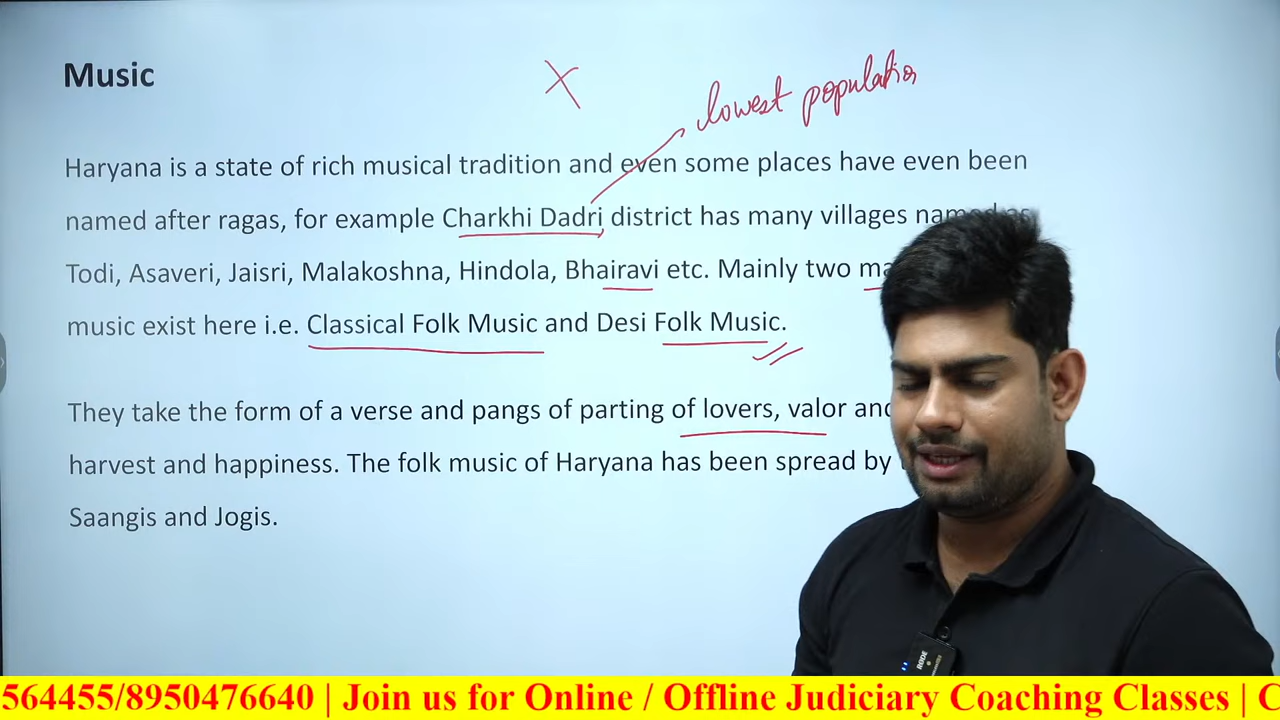 Music
X
lowest population
Haryana is a state of rich musical tradition and even some places have even been
named after ragas, for example Charkhi Dadri district has many villages
Todi, Asaveri, Jaisri, Malakoshna, Hindola, Bhairavi etc. Mainly two
music exist here i.e. Classical Folk Music and Desi Folk Music.
They take the form of a verse and pangs of parting of lovers, valor
harvest and happiness. The folk music of Haryana has been spread by
Saangis and Jogis.
RØDE
564455/8950476640 | Join us for Online / Offline Judiciary Coaching Classes |